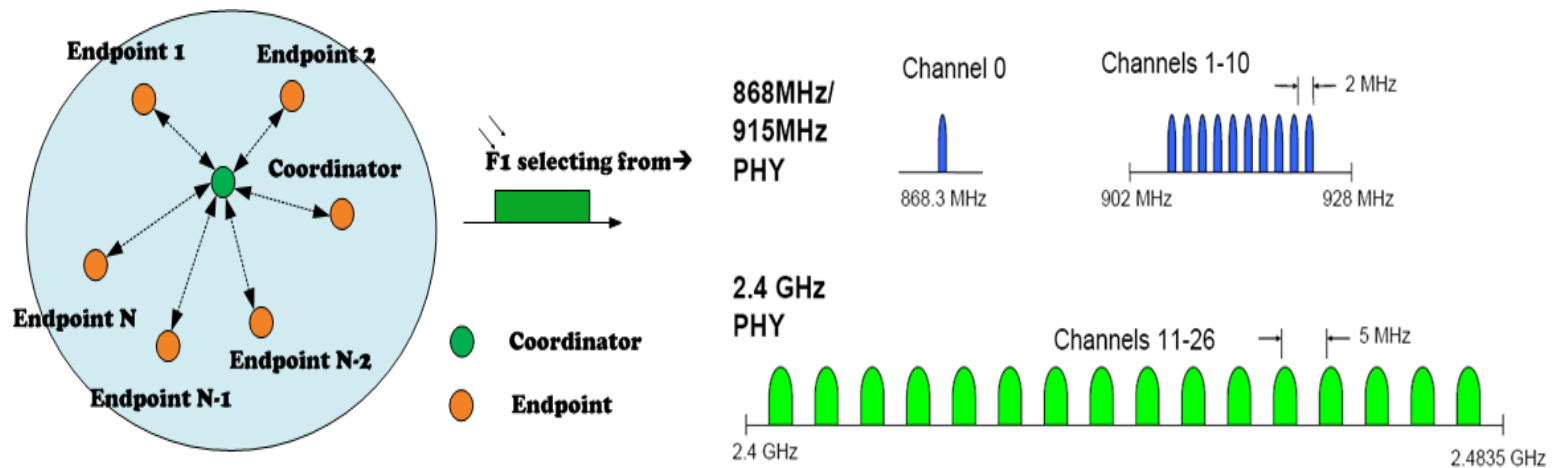 Endpoint 1
Endpoint 2
Coordinator
Endpoint N
Endpoint N-2
Endpoint N-1
F1 selecting from→
Coordinator
Endpoint
868MHz/
915MHz
PHY
Channel 0
868.3 MHz
Channels 1-10
2 MHz
902 MHz
928 MHz
2.4 GHz
PHY
Channels 11-26
5 MHz
2.4 GHz
2.4835 GHz